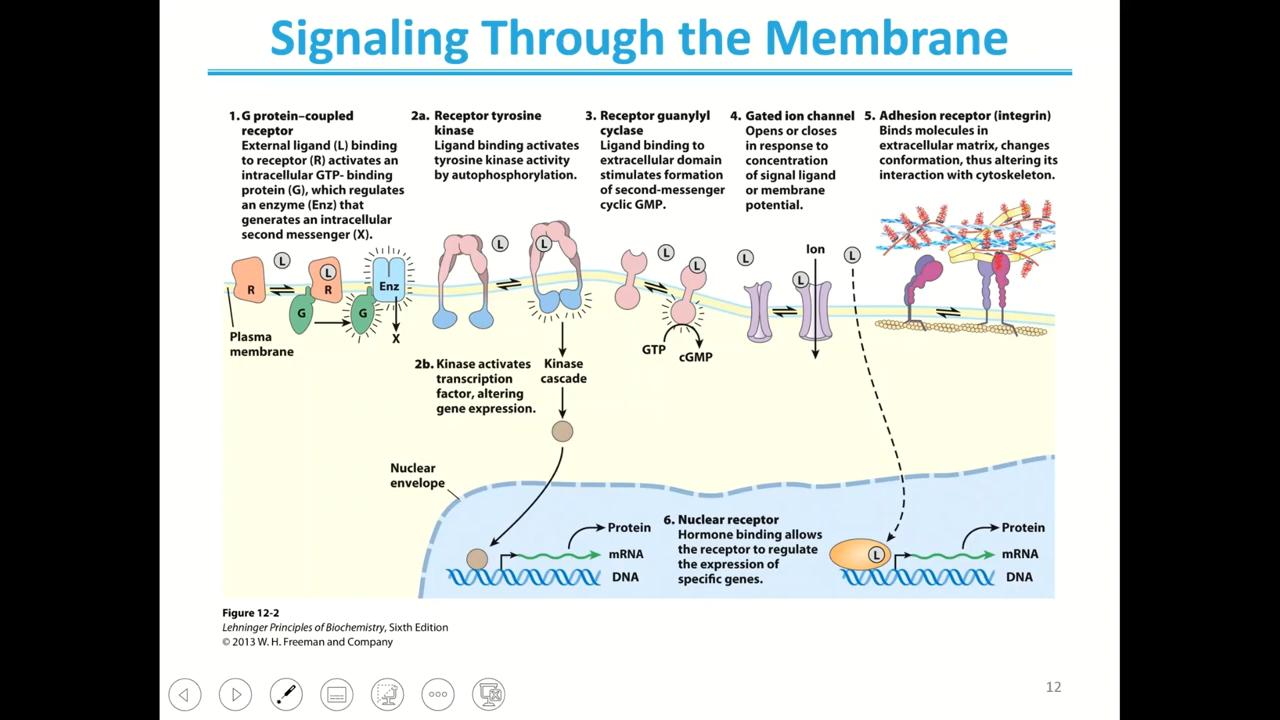 Signaling Through the Membrane
1. G protein–coupled
receptor
External ligand (L) binding
to receptor (R) activates an
intracellular GTP- binding
protein (G), which regulates
an enzyme (Enz) that
generates an intracellular
second messenger (X).
2a. Receptor tyrosine
kinase
Ligand binding activates
tyrosine kinase activity
by autophosphorylation.
3. Receptor guanylyl
cyclase
Ligand binding to
extracellular domain
stimulates formation
of second-messenger
cyclic GMP.
4. Gated ion channel
Opens or closes
in response to
concentration
of signal ligand
or membrane
potential.
5. Adhesion receptor (integrin)
Binds molecules in
extracellular matrix, changes
conformation, thus altering its
interaction with cytoskeleton.
L
R
L
R
G
G
Enz
X
Plasma
membrane
L
L
L
L
GTP
cGMP
L
L
Ion
L
2b. Kinase activates
transcription
factor, altering
gene expression.
Kinase
cascade
Nuclear
envelope
Protein
mRNA
DNA
6. Nuclear receptor
Hormone binding allows
the receptor to regulate
the expression of
specific genes.
L
Protein
mRNA
DNA
Figure 12-2
Lehninger Principles of Biochemistry, Sixth Edition
© 2013 W. H. Freeman and Company
12